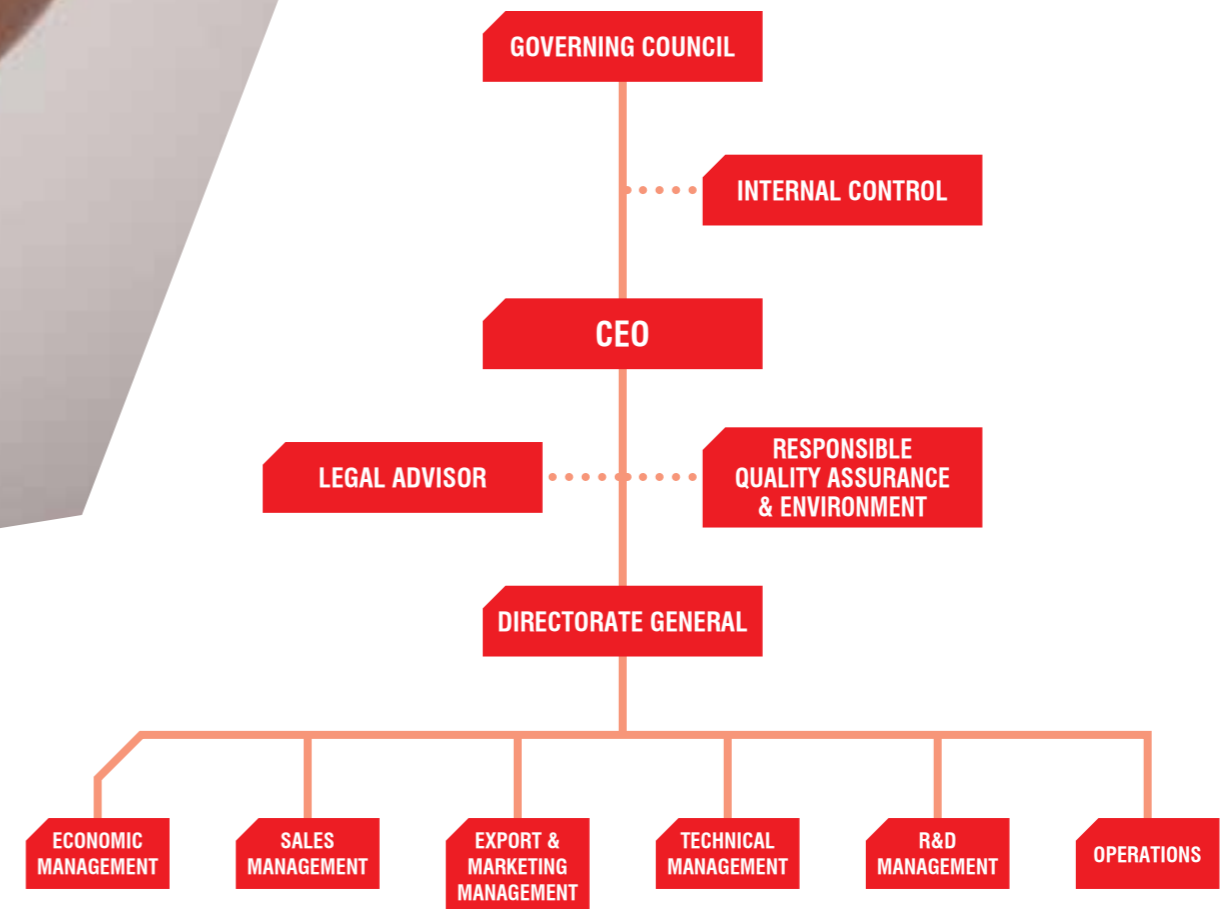 GOVERNING COUNCIL
INTERNAL CONTROL
CEO
LEGAL ADVISOR
RESPONSIBLE
QUALITY ASSURANCE
& ENVIRONMENT
DIRECTORATE GENERAL
ECONOMIC
MANAGEMENT
SALES
MANAGEMENT
EXPORT &
MARKETING
MANAGEMENT
TECHNICAL
MANAGEMENT
R&D
MANAGEMENT
OPERATIONS